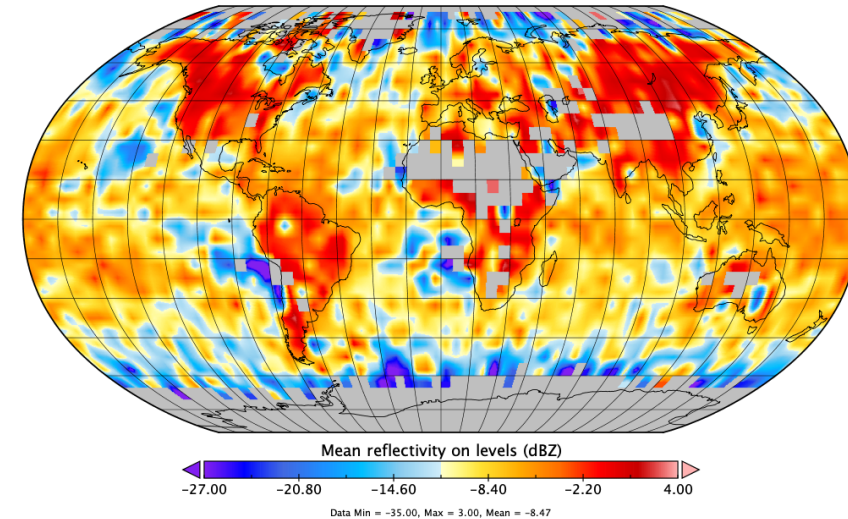 Mean reflectivity on levels (dBZ)
-27.00 -20.80 -14.60 -8.40 -2.20 4.00
Data Min = -35.00, Max = 3.00, Mean = -8.47